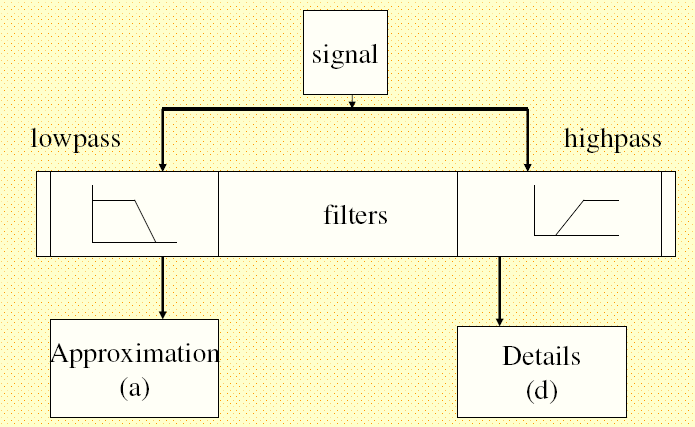 signal
lowpass
highpass
filters
Approximation
(a)
Details
(d)